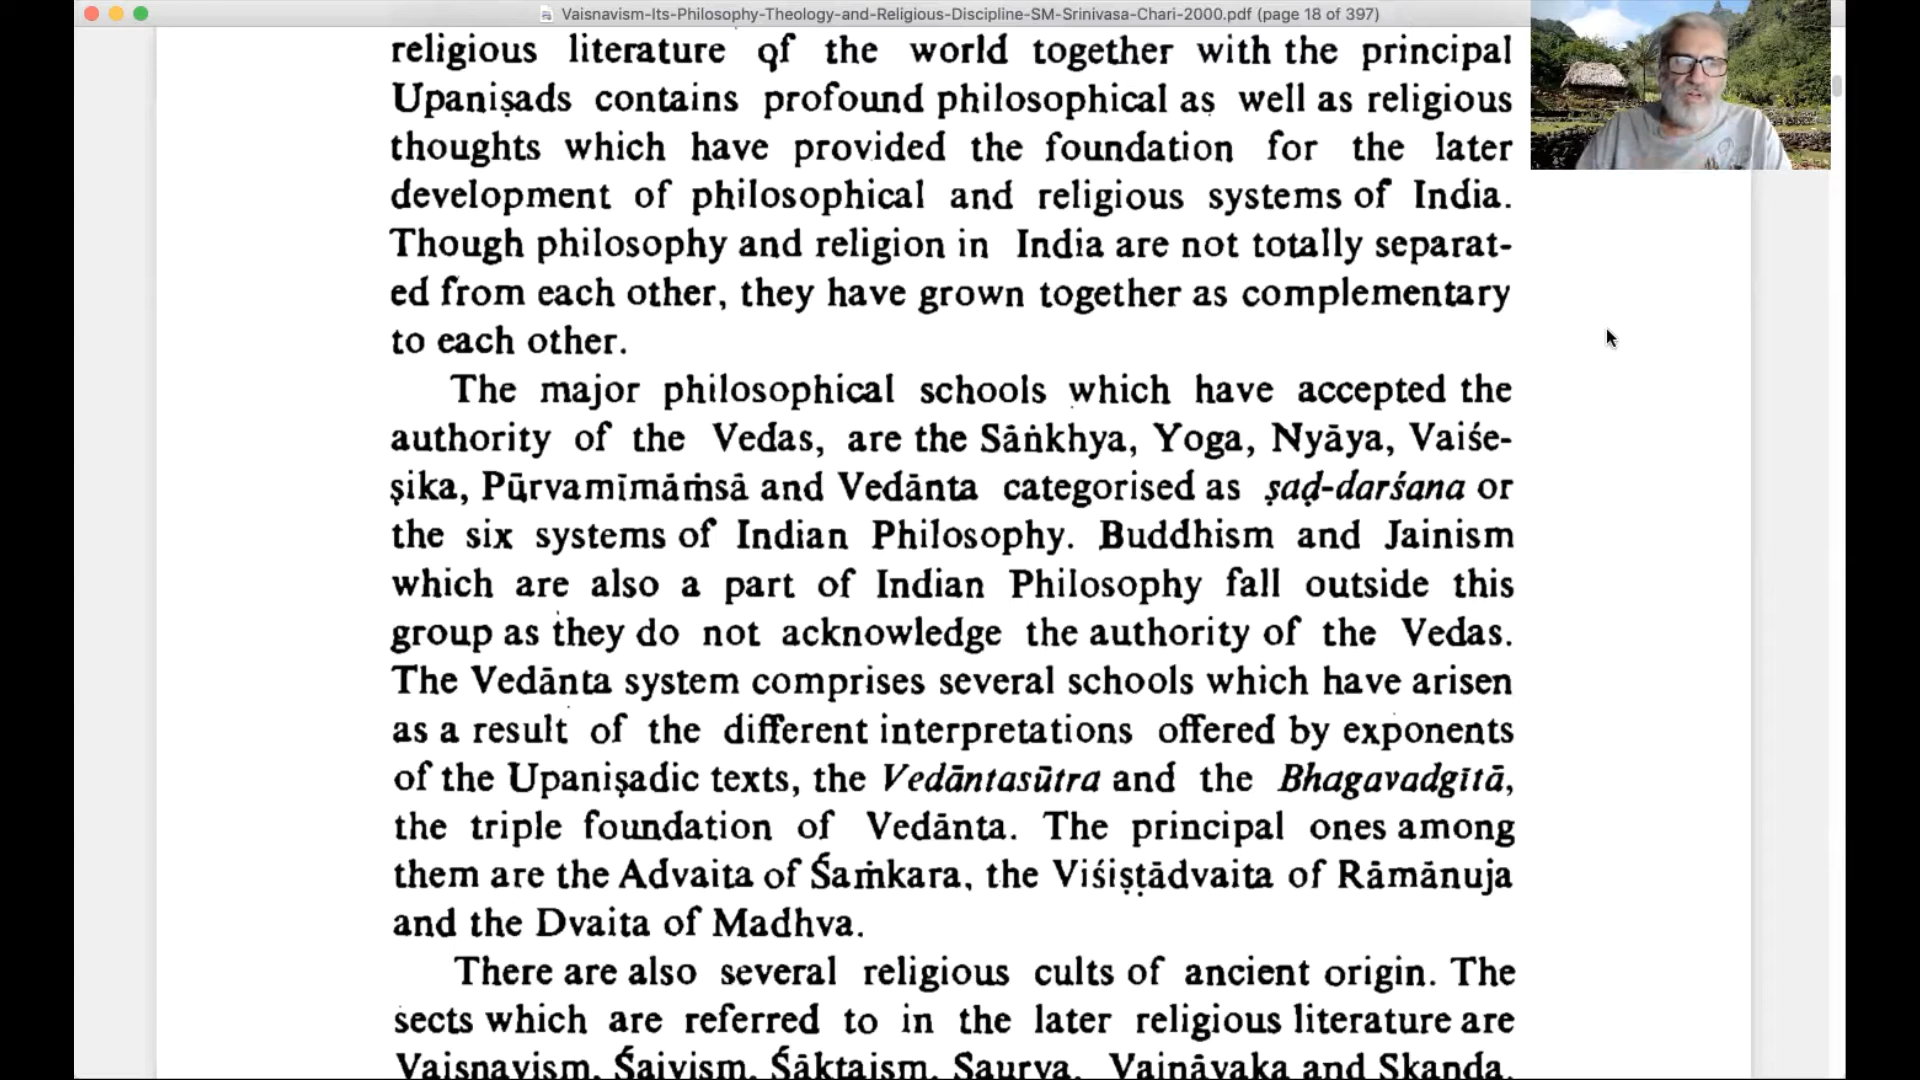 Vaisnavism-Its-Philosophy-Theology-and-Religious-Discipline-SM-Srinivasa-Chari-2000.pdf (page 18 of 397)
religious literature of the world together with the principal
Upaniṣads contains profound philosophical as well as religious
thoughts which have provided the foundation for the later
development of philosophical and religious systems of India.
Though philosophy and religion in India are not totally separat-
ed from each other, they have grown together as complementary
to each other.
The major philosophical schools which have accepted the
authority of the Vedas, are the Sāṅkhya, Yoga, Nyāya, Vaiśe-
ṣika, Pūrvamīmāṁsā and Vedānta categorised as ṣaḍ-darśana or
the six systems of Indian Philosophy. Buddhism and Jainism
which are also a part of Indian Philosophy fall outside this
group as they do not acknowledge the authority of the Vedas.
The Vedānta system comprises several schools which have arisen
as a result of the different interpretations offered by exponents
of the Upaniṣadic texts, the Vedāntasūtra and the Bhagavadgītā,
the triple foundation of Vedānta. The principal ones among
them are the Advaita of Śaṁkara, the Viśiṣṭādvaita of Rāmānuja
and the Dvaita of Madhva.
There are also several religious cults of ancient origin. The
sects which are referred to in the later religious literature are
Vaisnavism, Śaivism, Śāktaism, Saurya, Vaināyaka and Skanda.